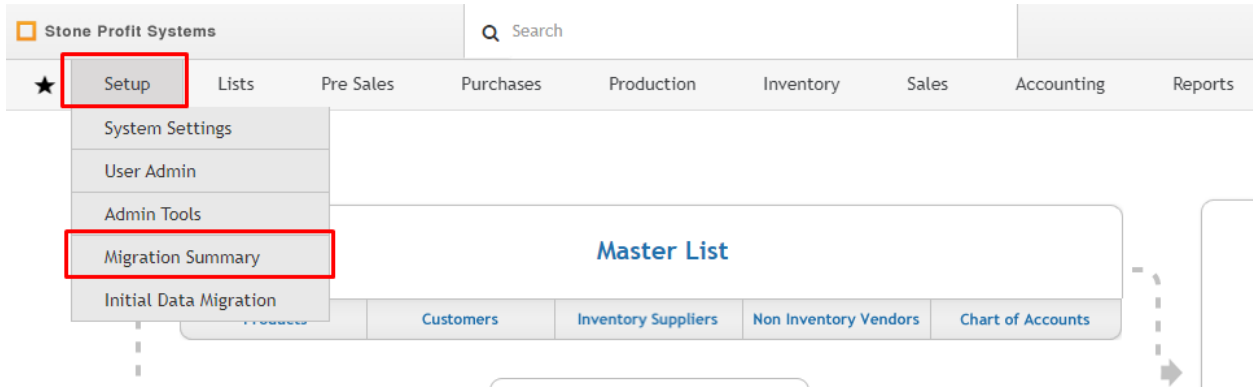 Stone Profit Systems
Search
Setup Lists Pre Sales Purchases Production Inventory Sales Accounting Reports
System Settings
User Admin
Admin Tools
Migration Summary
Initial Data Migration
Master List
Products Customers Inventory Suppliers Non Inventory Vendors Chart of Accounts